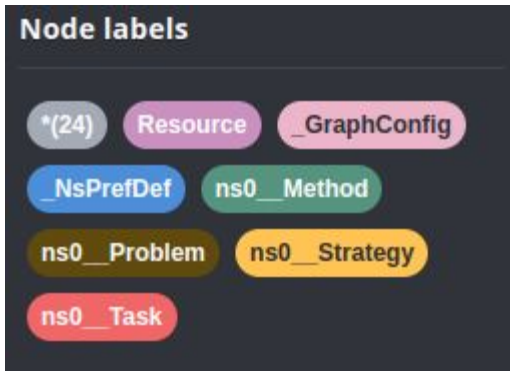 Node labels
*(24) Resource _GraphConfig
_NsPrefDef ns0__Method
ns0__Problem ns0__Strategy
ns0__Task